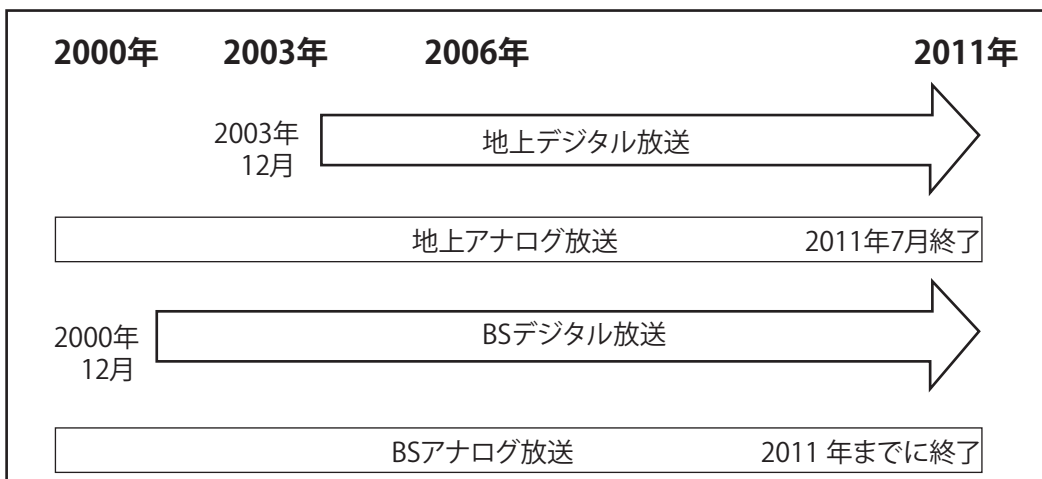 2000年 2003年 2006年 2011年
2003年
12月
地上デジタル放送
地上アナログ放送 2011年7月終了
2000年
12月
BSデジタル放送
BSアナログ放送 2011 年までに終了